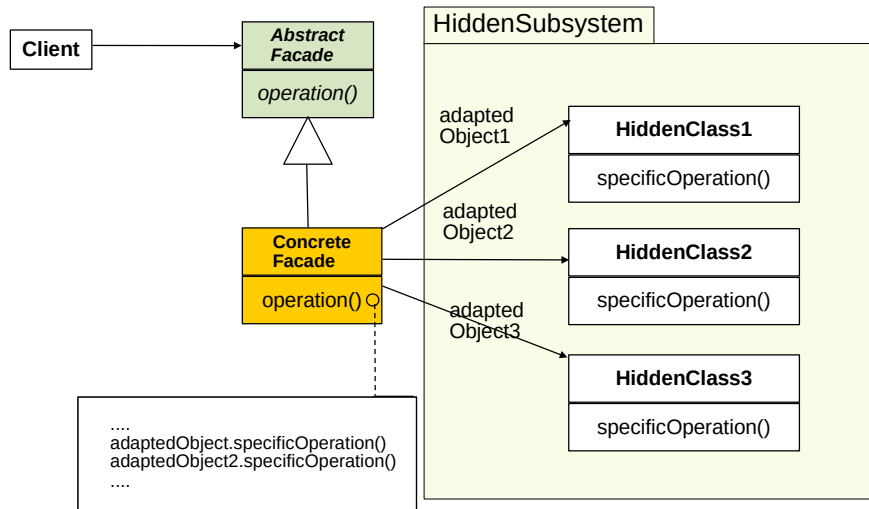 Client
Abstract
Facade
operation()
HiddenSubsystem
adapted
Object1
HiddenClass1
specificOperation()
adapted
Object2
Concrete
Facade
operation()
HiddenClass2
specificOperation()
adapted
Object3
HiddenClass3
specificOperation()
....
adaptedObject.specificOperation()
adaptedObject2.specificOperation()
....